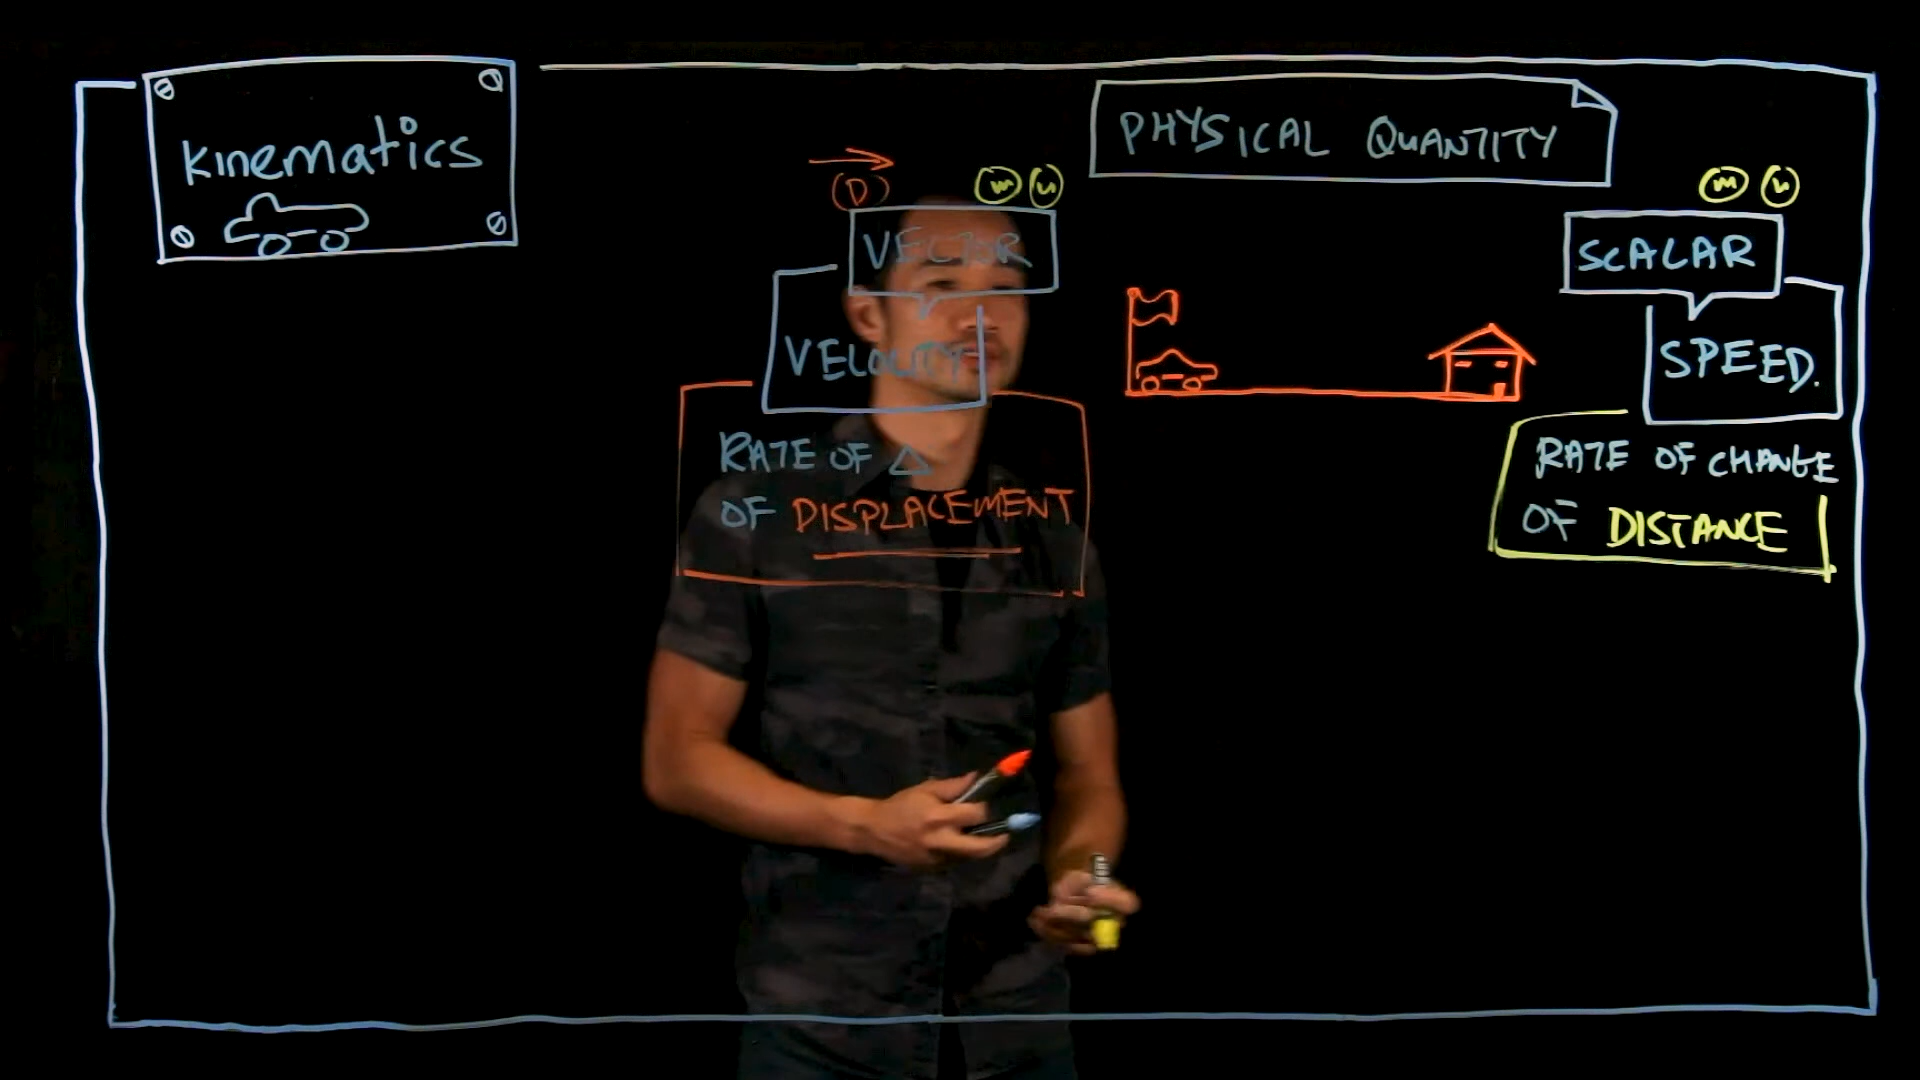 Kinematics
PHYSICAL QUANTITY
(D) M U
VECTOR
VELOCITY
RATE OF Δ
OF DISPLACEMENT
M U
SCALAR
SPEED.
RATE OF CHANGE
OF DISTANCE